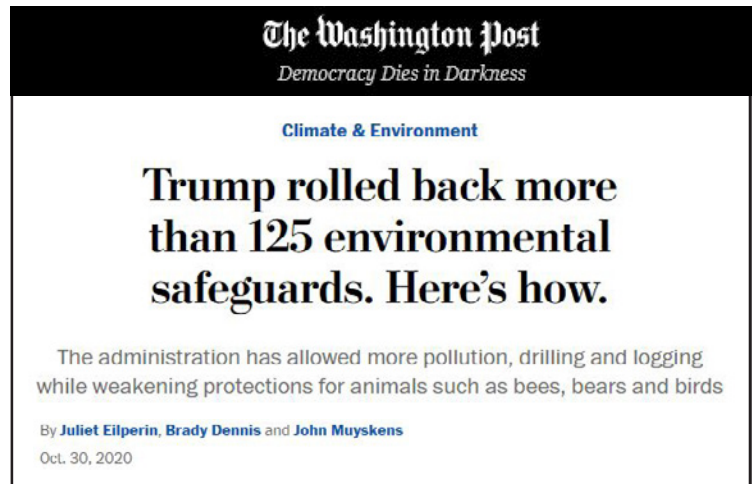 The Washington Post
Democracy Dies in Darkness
Climate & Environment
Trump rolled back more
than 125 environmental
safeguards. Here's how.
The administration has allowed more pollution, drilling and logging
while weakening protections for animals such as bees, bears and birds
By Juliet Eilperin, Brady Dennis and John Muyskens
Oct. 30, 2020